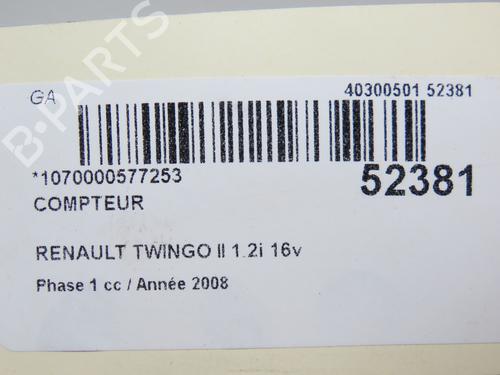 B-PARTS
GA 40300501 52381
*1070000577253 52381
COMPTEUR
RENAULT TWINGO II 1.2i 16v
Phase 1 cc / Année 2008